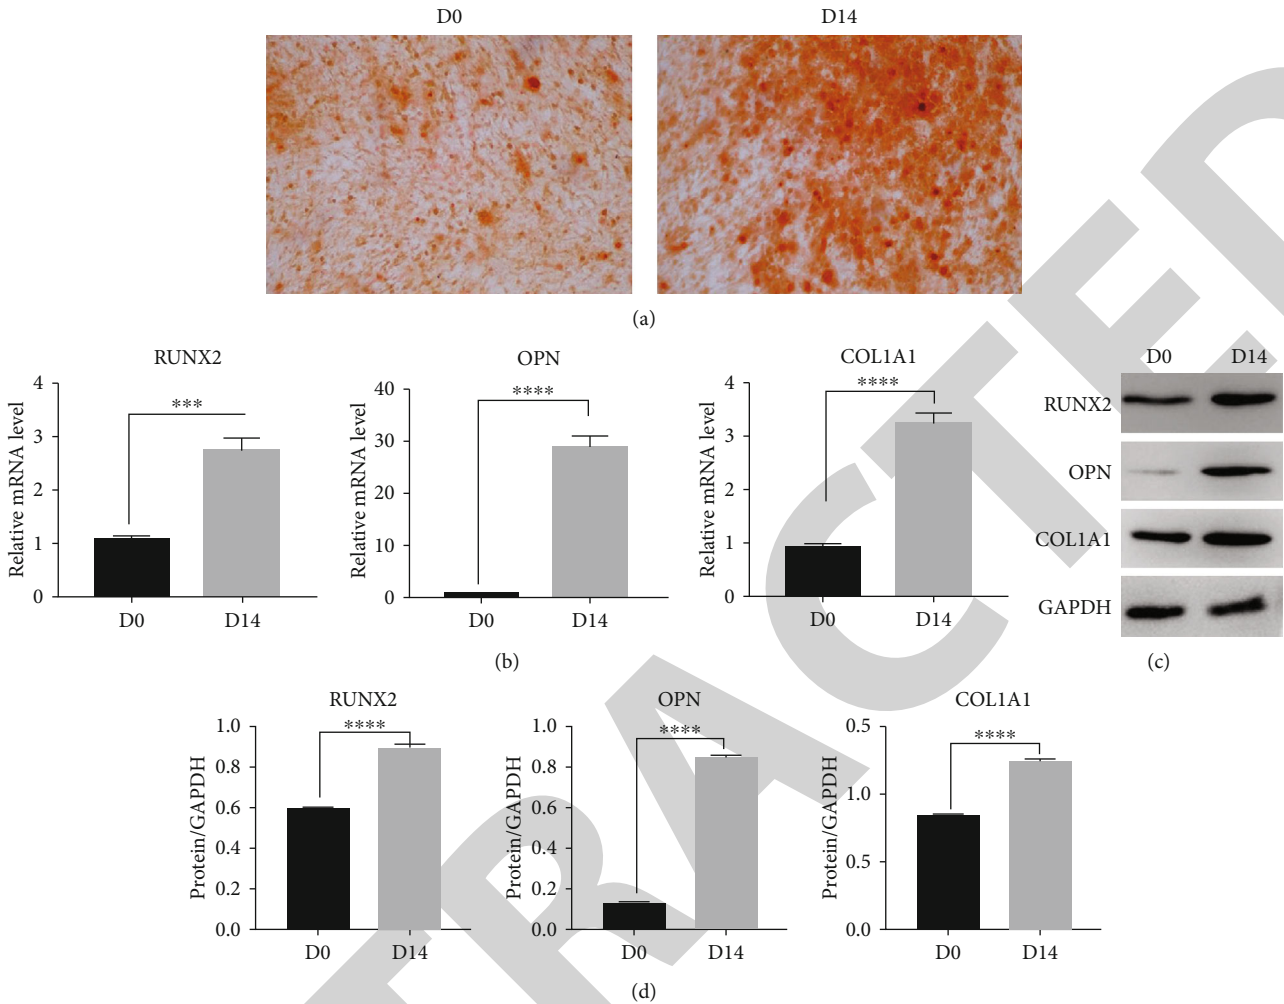 D0 D14
(a)
RUNX2
Relative mRNA level
4
3
2
1
0
***
D0 D14
OPN
Relative mRNA level
40
30
20
10
0
****
D0 D14
COL1A1
Relative mRNA level
4
3
2
1
0
****
D0 D14
(b)
D0 D14
RUNX2
OPN
COL1A1
GAPDH
(c)
RUNX2
Protein/GAPDH
1.0
0.8
0.6
0.4
0.2
0.0
****
D0 D14
OPN
Protein/GAPDH
1.0
0.8
0.6
0.4
0.2
0.0
****
D0 D14
COL1A1
Protein/GAPDH
0.5
1.0
0.5
0.0
****
D0 D14
(d)
TRACTED